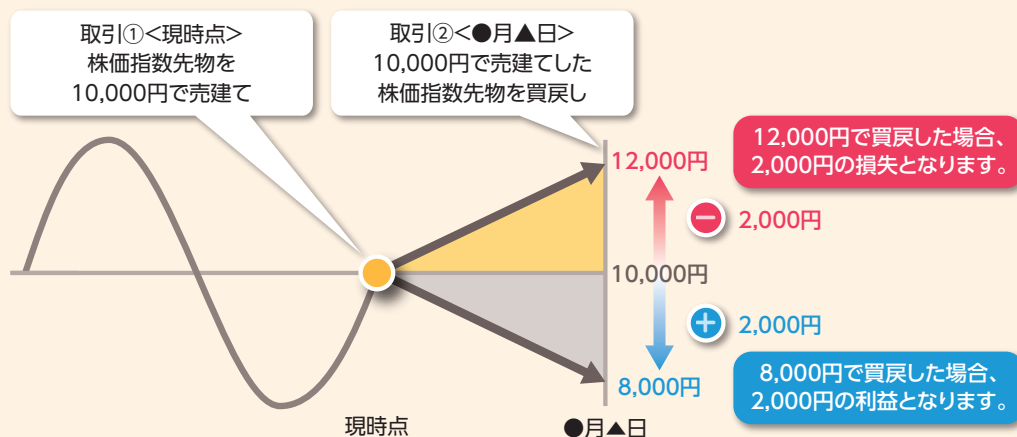 取引①<現時点>
株価指数先物を
10,000円で売建て
取引②<●月▲日>
10,000円で売建てした
株価指数先物を買戻し
12,000円
12,000円で買戻した場合、
2,000円の損失となります。
2,000円
10,000円
2,000円
8,000円
8,000円で買戻した場合、
2,000円の利益となります。
現時点
●月▲日